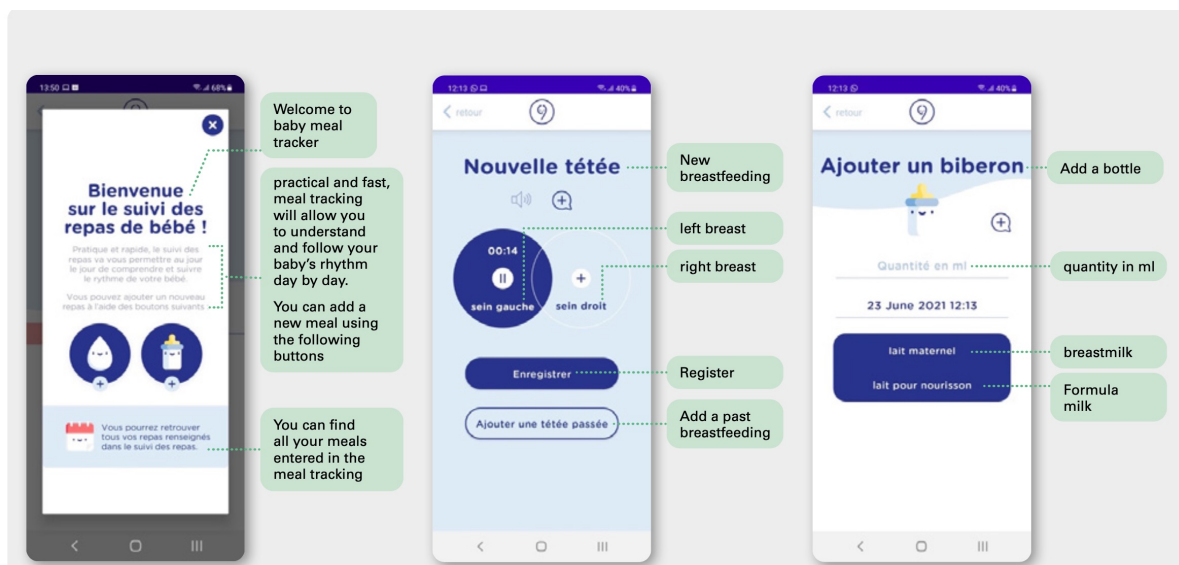 13:50
68%
Bienvenue
sur le suivi des
repas de bébé !
Pratique et rapide, le suivi des
repas va vous permettre au jour
le jour de comprendre et suivre
le rythme de votre bébé.
Vous pouvez ajouter un nouveau
repas à l'aide des boutons suivants
Vous pourrez retrouver
tous vos repas renseignés
dans le suivi des repas.
Welcome to
baby meal
tracker
practical and fast,
meal tracking
will allow you
to understand
and follow your
baby's rhythm
day by day.
You can add a
new meal using
the following
buttons
You can find
all your meals
entered in the
meal tracking
12:13
40%
retour
Nouvelle tétée
00:14
sein gauche
sein droit
Enregistrer
Ajouter une tétée passée
New
breastfeeding
left breast
right breast
Register
Add a past
breastfeeding
12:13
40%
retour
Ajouter un biberon
Quantité en ml
23 June 2021 12:13
lait maternel
lait pour nourisson
Add a bottle
quantity in ml
breastmilk
Formula
milk